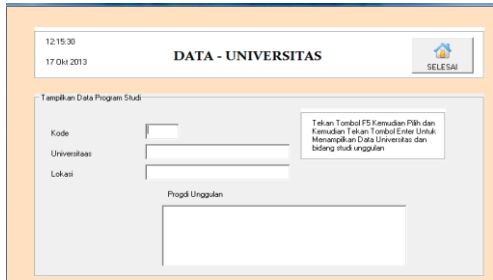 12:15:30
17 Okt 2013
DATA - UNIVERSITAS
SELESAI
Tampilkan Data Program Studi
Kode
Universitaas
Lokasi
Tekan Tombol F5 Kemudian Pilih dan
Kemudian Tekan Tombol Enter Untuk
Menampilkan Data Universitas dan
bidang studi unggulan
Progdi Unggulan